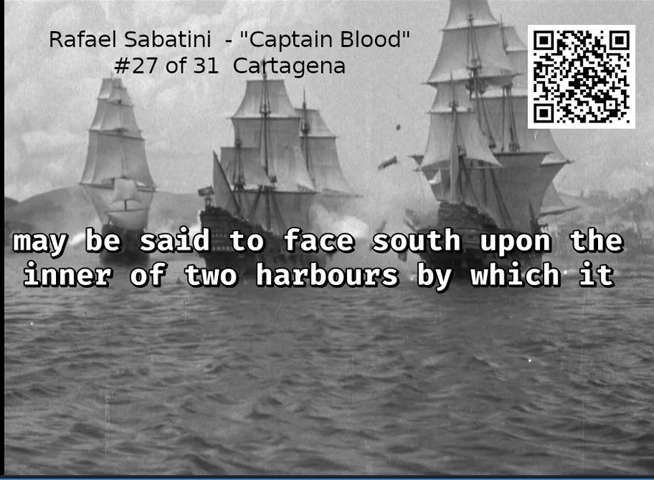 Rafael Sabatini - "Captain Blood"
#27 of 31 Cartagena
may be said to face south upon the
inner of two harbours by which it